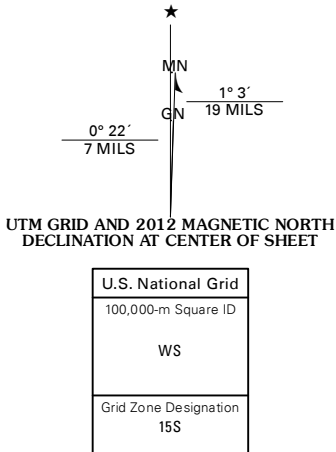 MN
GN
1° 3´
19 MILS
0° 22´
7 MILS
UTM GRID AND 2012 MAGNETIC NORTH
DECLINATION AT CENTER OF SHEET
U.S. National Grid
100,000-m Square ID
WS
Grid Zone Designation
15S